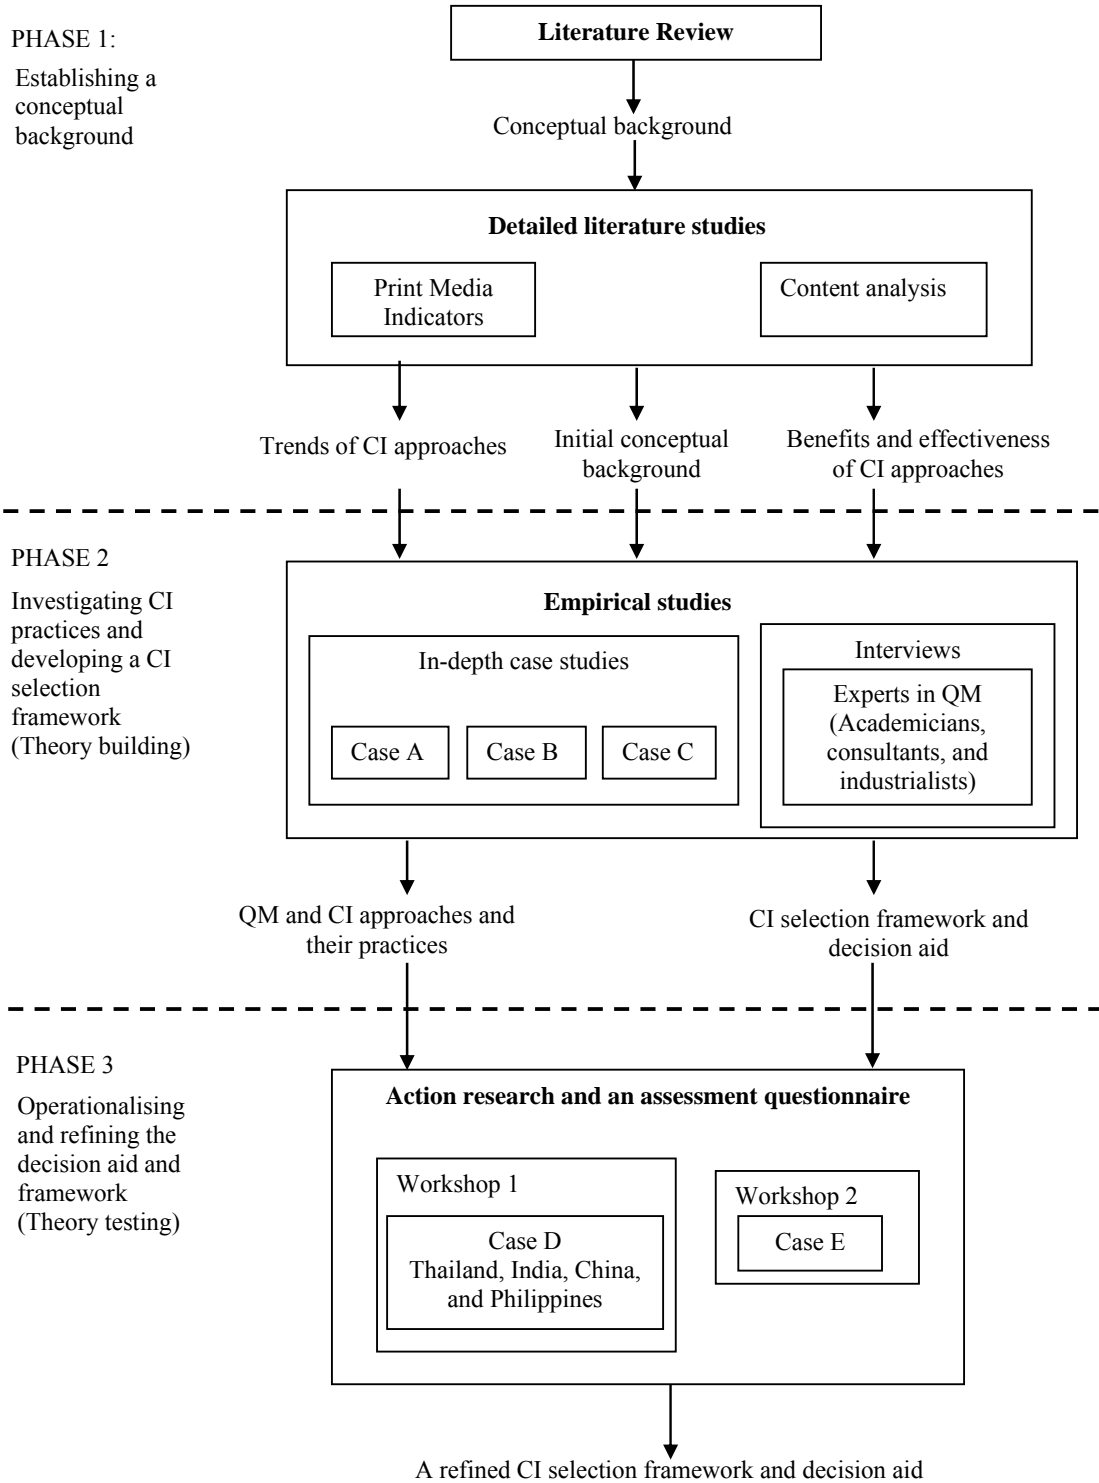 PHASE 1:
Establishing a
conceptual
background
Literature Review
Conceptual background
Detailed literature studies
Print Media
Indicators
Content analysis
Trends of CI approaches
Initial conceptual
background
Benefits and effectiveness
of CI approaches
PHASE 2
Investigating CI
practices and
developing a CI
selection
framework
(Theory building)
Empirical studies
In-depth case studies
Case A
Case B
Case C
Interviews
Experts in QM
(Academicians,
consultants, and
industrialists)
QM and CI approaches and
their practices
CI selection framework and
decision aid
PHASE 3
Operationalising
and refining the
decision aid and
framework
(Theory testing)
Action research and an assessment questionnaire
Workshop 1
Case D
Thailand, India, China,
and Philippines
Workshop 2
Case E
A refined CI selection framework and decision aid